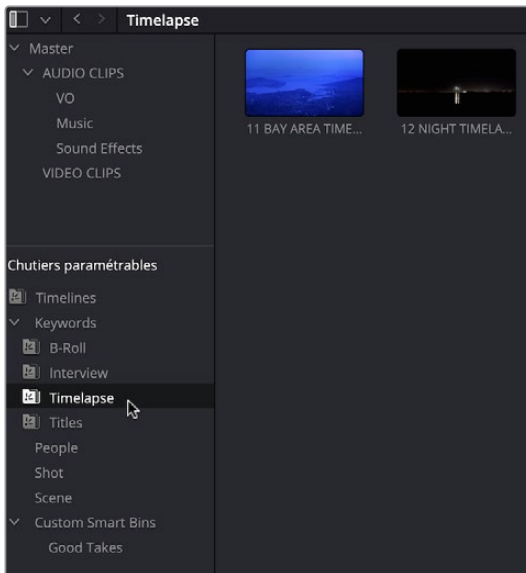 Timelapse
Master
AUDIO CLIPS
VO
Music
Sound Effects
VIDEO CLIPS
11 BAY AREA TIME...
12 NIGHT TIMELA...
Chutiers paramétrables
Timelines
Keywords
B-Roll
Interview
Timelapse
Titles
People
Shot
Scene
Custom Smart Bins
Good Takes